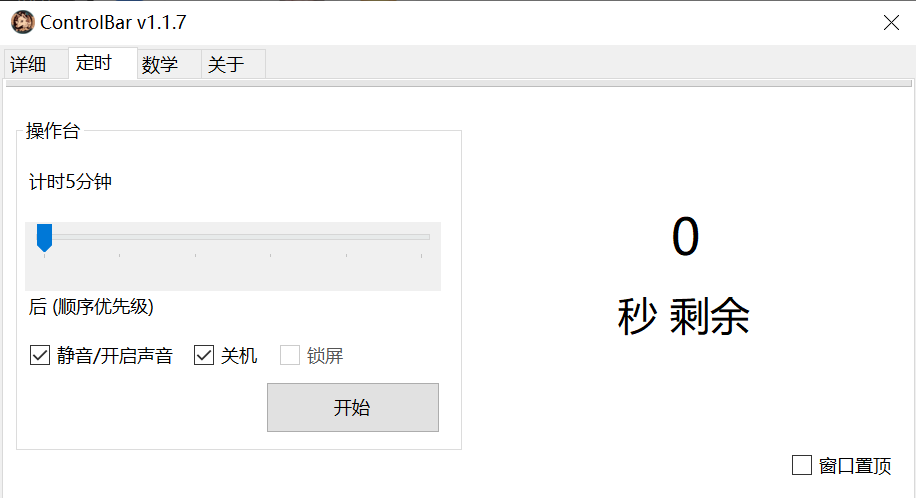 ControlBar v1.1.7
详细 定时 数学 关于
操作台
计时5分钟
后 (顺序优先级)
静音/开启声音 关机 锁屏
开始
0
秒 剩余
窗口置顶